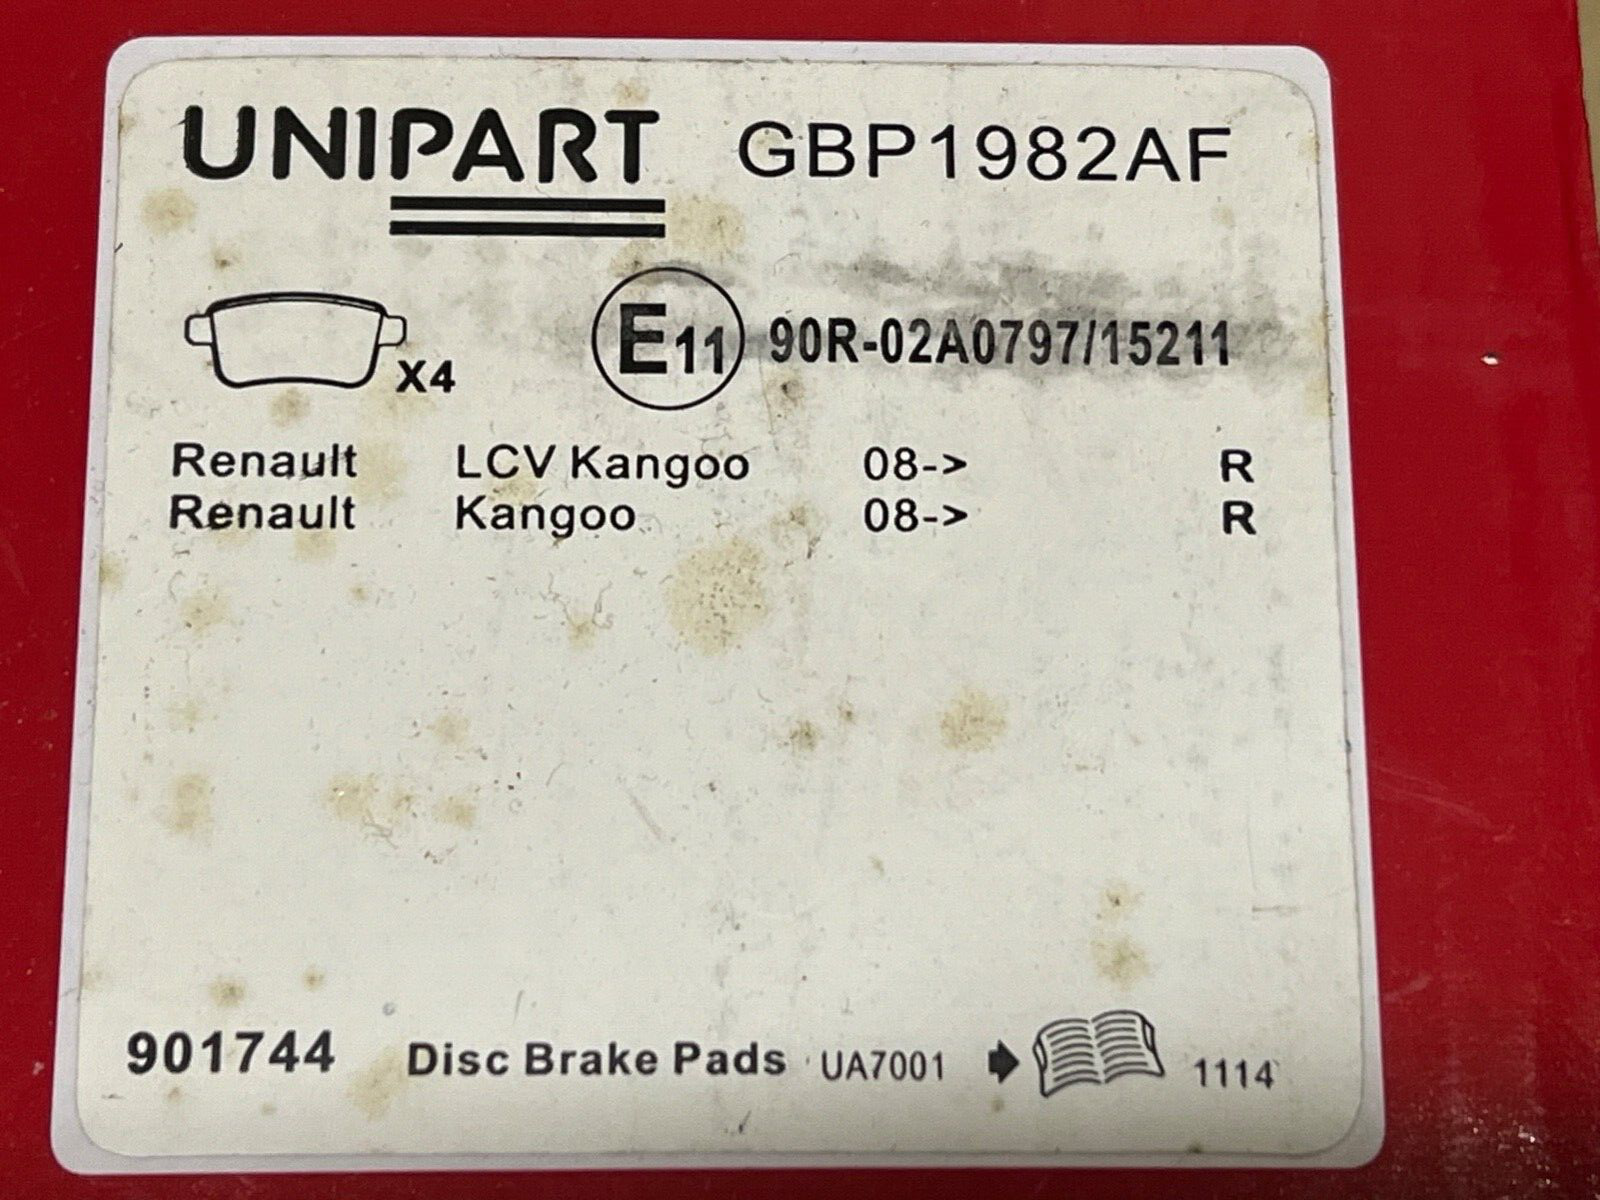 UNIPART GBP1982AF
X4 E11 90R-02A0797/15211
Renault LCV Kangoo 08-> R
Renault Kangoo 08-> R
901744 Disc Brake Pads UA7001 1114